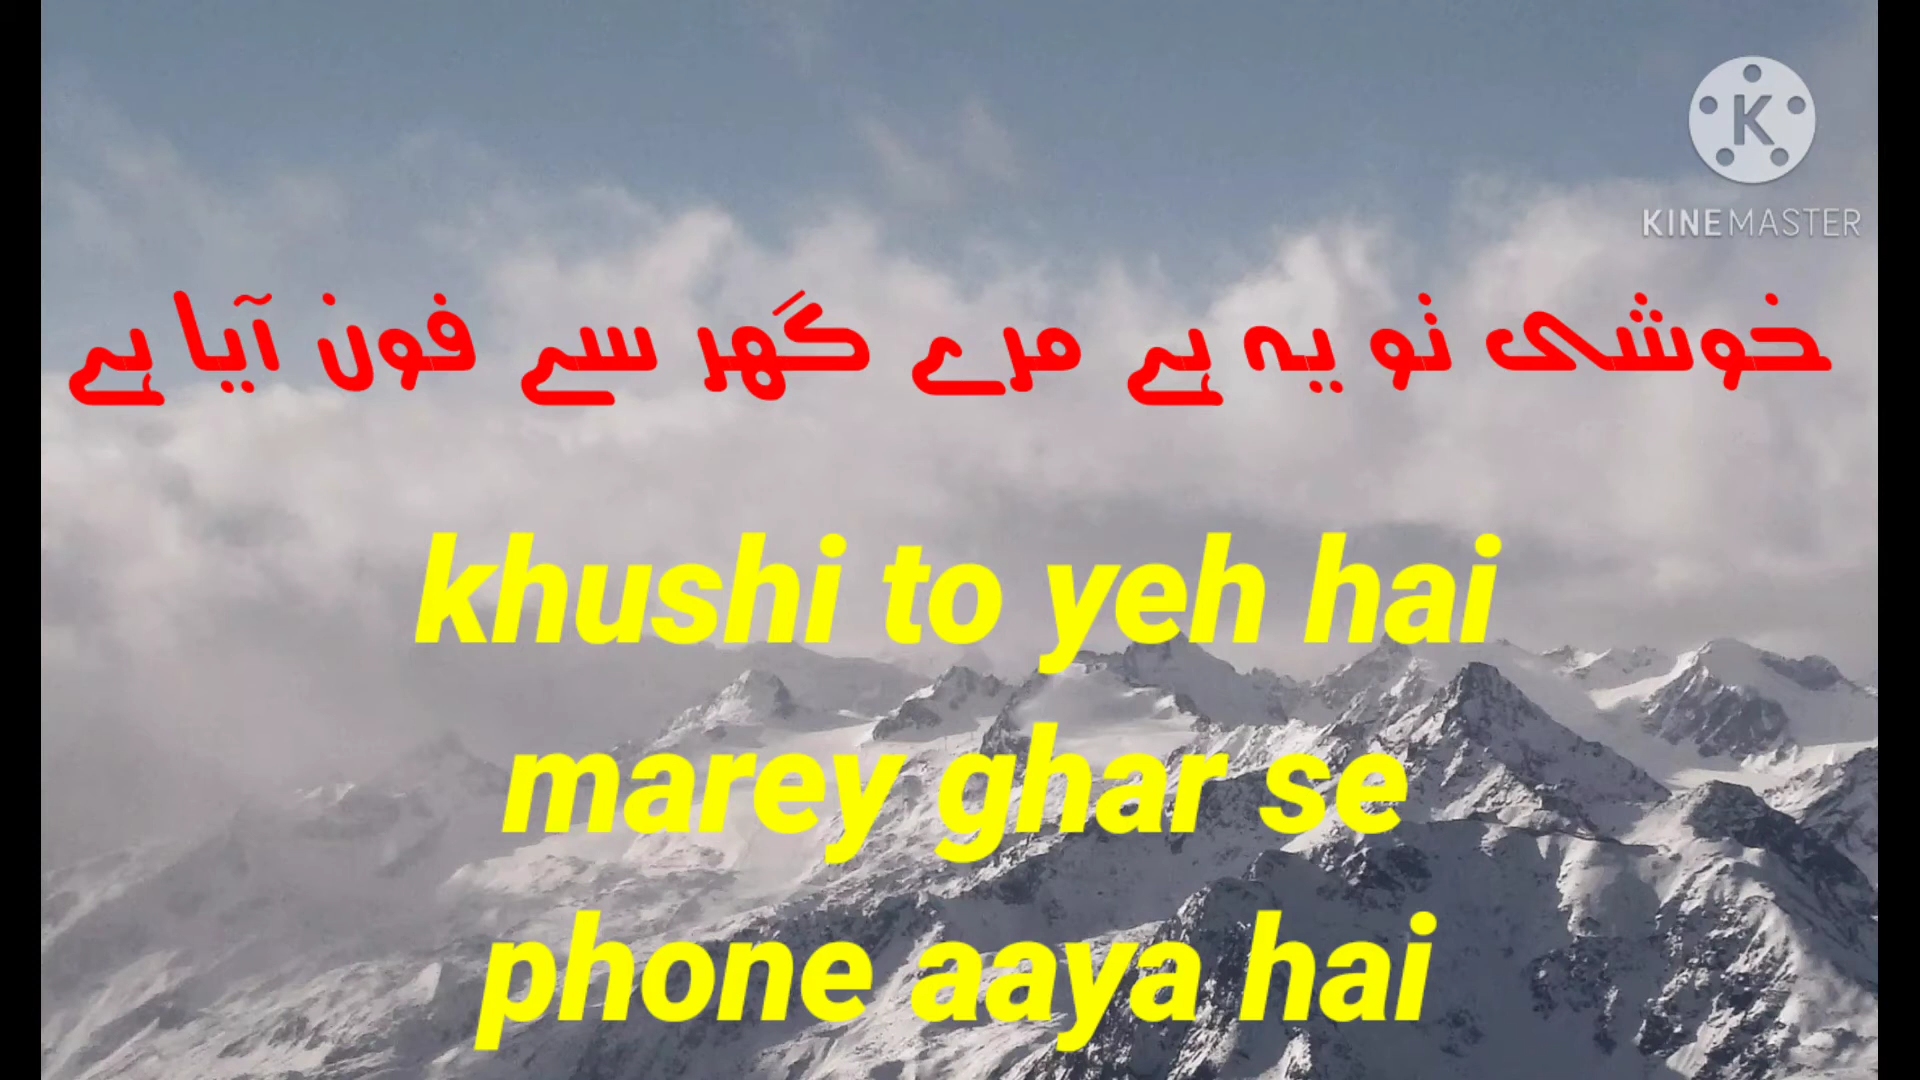 KINEMASTER
خوشی تو یہ ہے مرے گھر سے فون آیا ہے
khushi to yeh hai
marey ghar se
phone aaya hai